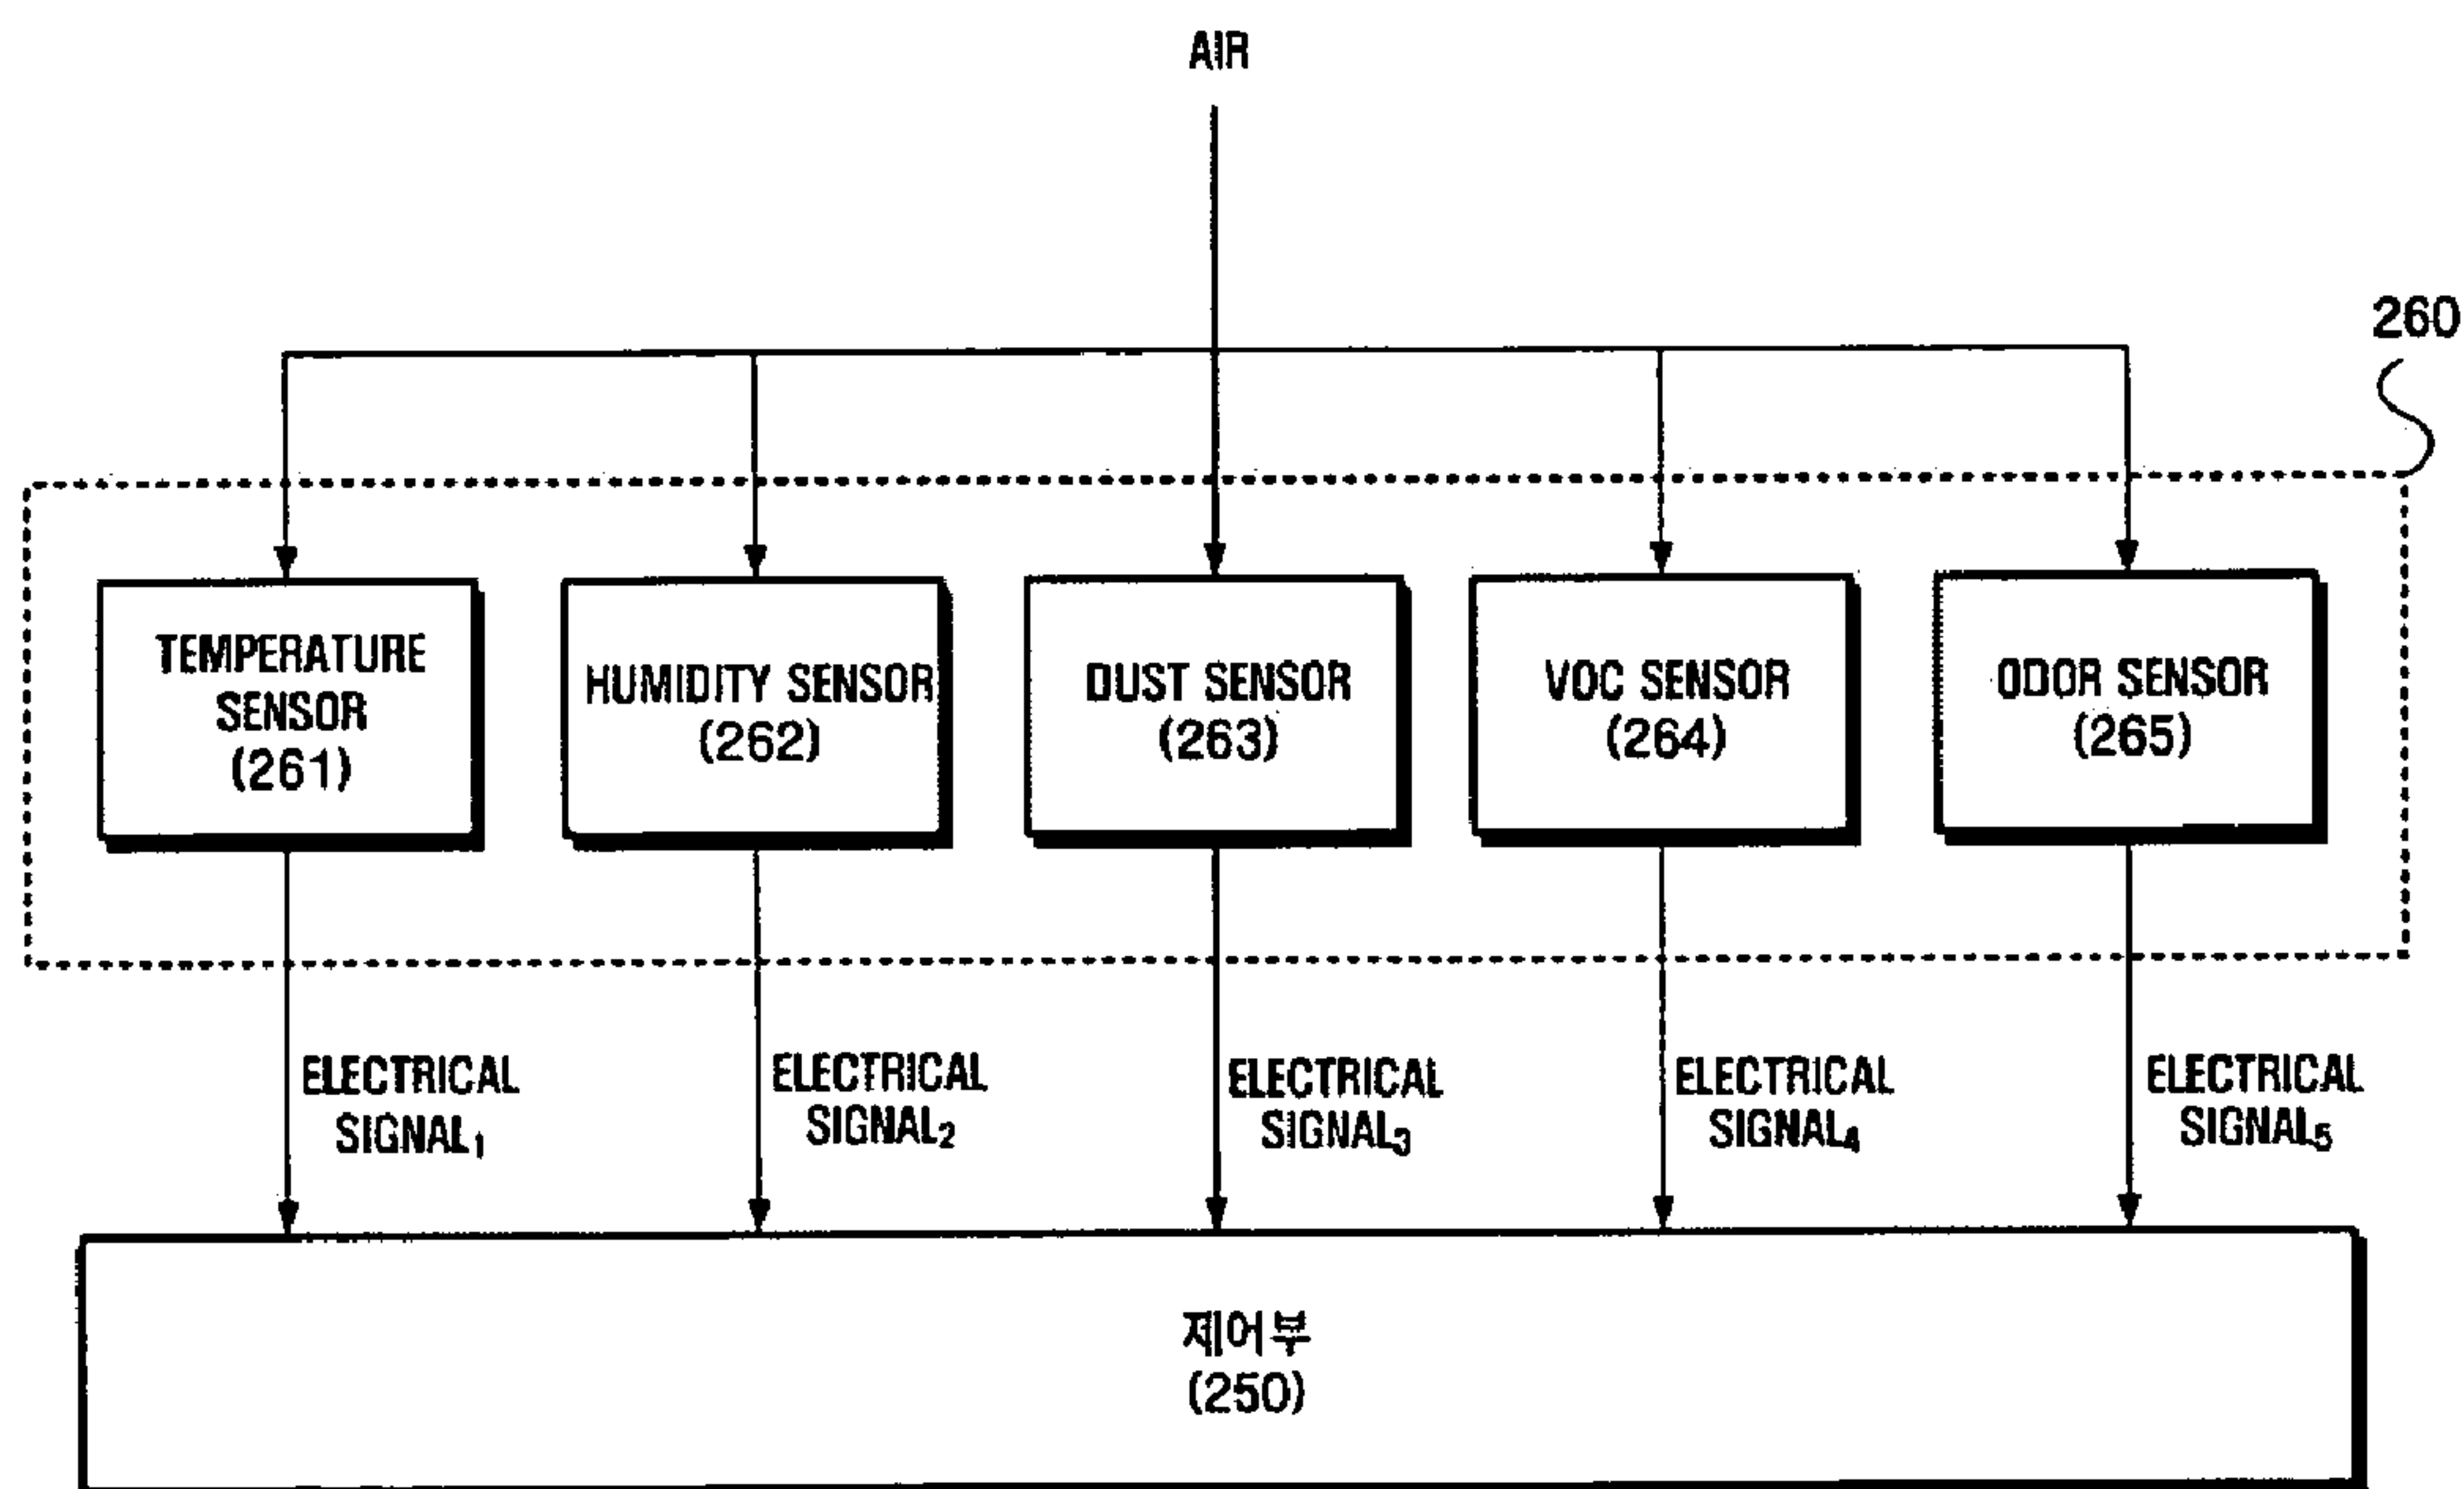 AIR
260
TEMPERATURE
SENSOR
(261)
HUMIDITY SENSOR
(262)
DUST SENSOR
(263)
VOC SENSOR
(264)
ODOR SENSOR
(265)
ELECTRICAL
SIGNAL₁
ELECTRICAL
SIGNAL₂
ELECTRICAL
SIGNAL₃
ELECTRICAL
SIGNAL₄
ELECTRICAL
SIGNAL₅
제어부
(250)